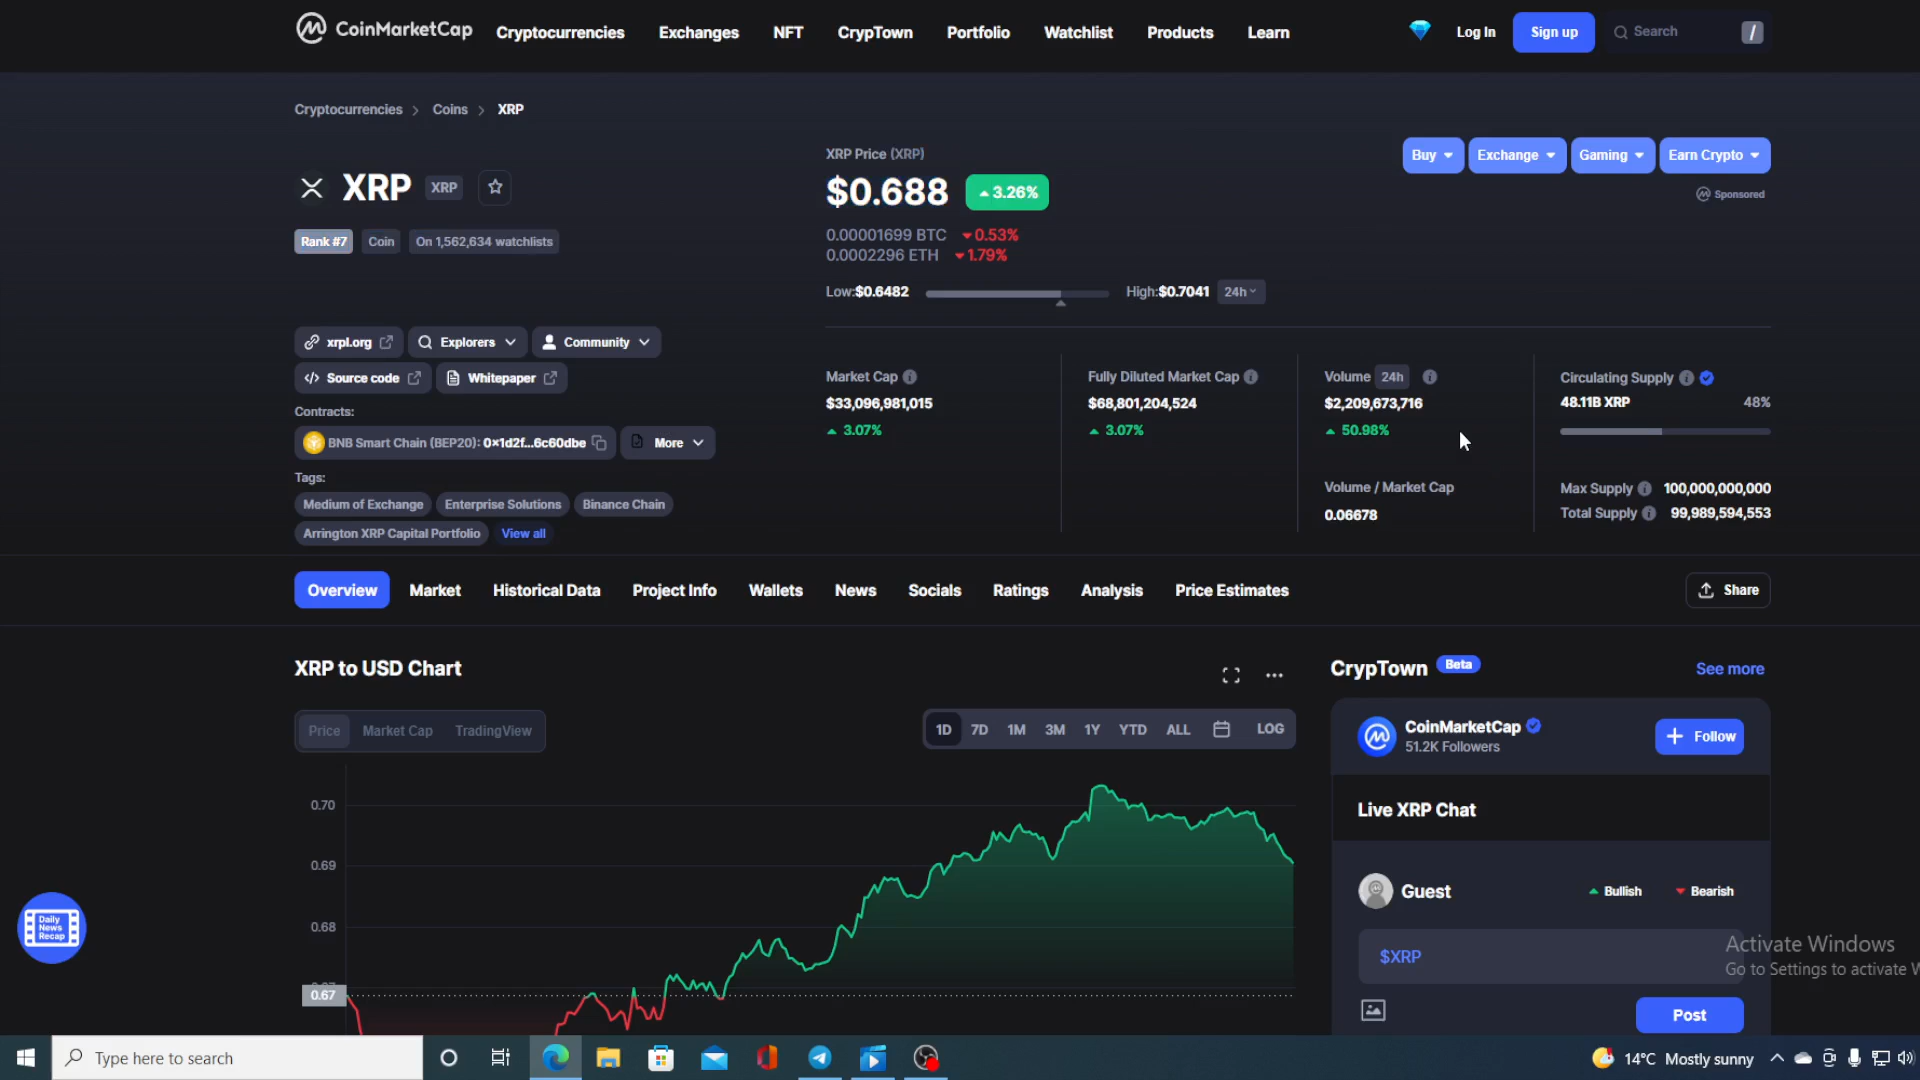 CoinMarketCap Cryptocurrencies Exchanges NFT CrypTown Portfolio Watchlist Products Learn Log In Sign up Search /
Cryptocurrencies > Coins > XRP
XRP XRP
Rank #7 Coin On 1,562,634 watchlists
xrpl.org Explorers Community
Source code Whitepaper
Contracts:
BNB Smart Chain (BEP20): 0x1d2f...6c60dbe More
Tags:
Medium of Exchange Enterprise Solutions Binance Chain
Arrington XRP Capital Portfolio View all
XRP Price (XRP)
$0.688 3.26%
0.00001699 BTC 0.53%
0.0002296 ETH 1.79%
Low:$0.6482 High:$0.7041 24h
Buy Exchange Gaming Earn Crypto
Sponsored
Market Cap
$33,096,981,015
3.07%
Fully Diluted Market Cap
$68,801,204,524
3.07%
Volume 24h
$2,209,673,716
50.98%
Volume / Market Cap
0.06678
Circulating Supply
48.11B XRP 48%
Max Supply 100,000,000,000
Total Supply 99,989,594,553
Overview Market Historical Data Project Info Wallets News Socials Ratings Analysis Price Estimates Share
XRP to USD Chart
Price Market Cap TradingView 1D 7D 1M 3M 1Y YTD ALL LOG
0.70
0.69
0.68
0.67
CrypTown Beta See more
CoinMarketCap
51.2K Followers
+ Follow
Live XRP Chat
Guest Bullish Bearish
$XRP
Post
Daily
News
Recap
Activate Windows
Go to Settings to activate W
Type here to search 14°C Mostly sunny